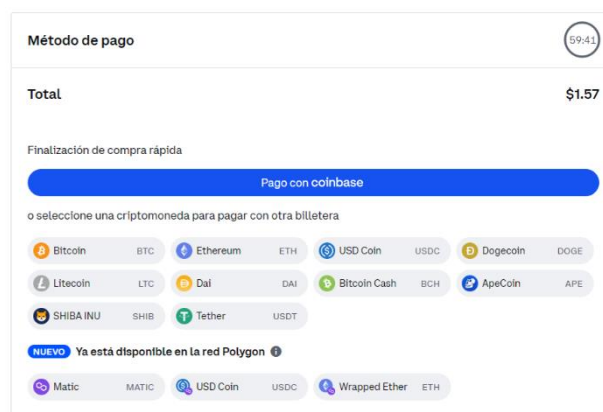 Método de pago 59:41
Total $1.57
Finalización de compra rápida
Pago con coinbase
o seleccione una criptomoneda para pagar con otra billetera
Bitcoin BTC Ethereum ETH USD Coin USDC Dogecoin DOGE
Litecoin LTC Dai DAI Bitcoin Cash BCH ApeCoin APE
SHIBA INU SHIB Tether USDT
NUEVO Ya está disponible en la red Polygon
Matic MATIC USD Coin USDC Wrapped Ether ETH